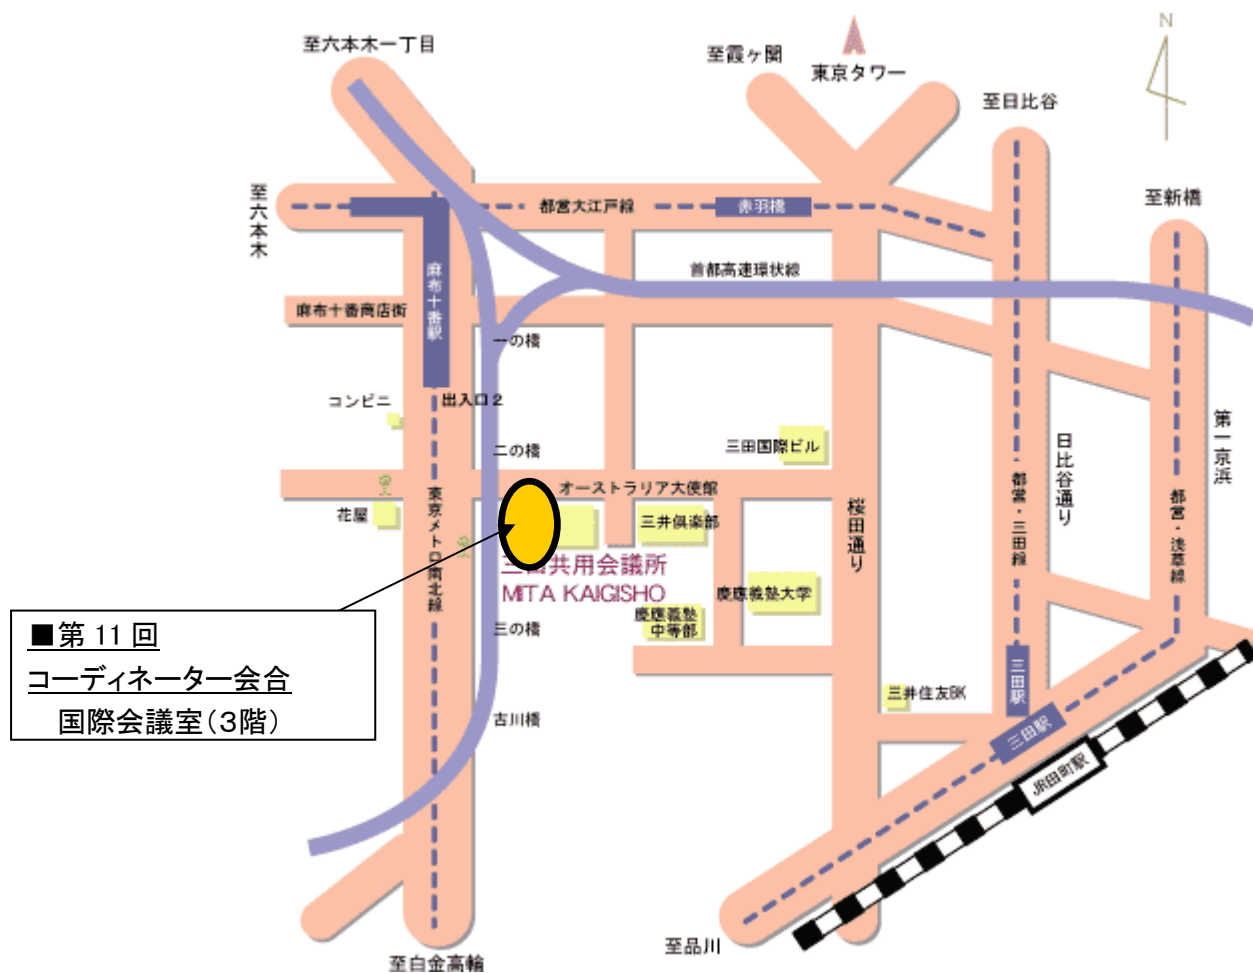 N
至六本木一丁目
至霞ヶ関
東京タワー
至日比谷
至新橋
至六本木
都営大江戸線
赤羽橋
麻布十番駅
首都高速環状線
麻布十番商店街
一の橋
コンビニ
出入口2
二の橋
三田国際ビル
第一京浜
日比谷通り
都営・三田線
都営・浅草線
桜田通り
オーストラリア大使館
花屋
東京メトロ南北線
三井倶楽部
三田共用会議所
MITA KAIGISHO
慶應義塾大学
慶應義塾
中等部
三の橋
■第 11 回
コーディネーター会合
国際会議室(3階)
三田駅
三井住友BK
古川橋
三田駅
JR田町駅
至品川
至白金高輪